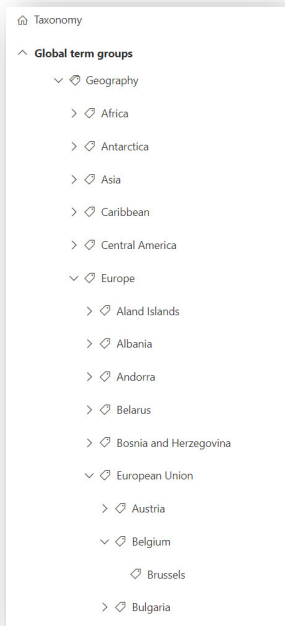 Taxonomy
Global term groups
Geography
Africa
Antarctica
Asia
Caribbean
Central America
Europe
Aland Islands
Albania
Andorra
Belarus
Bosnia and Herzegovina
European Union
Austria
Belgium
Brussels
Bulgaria